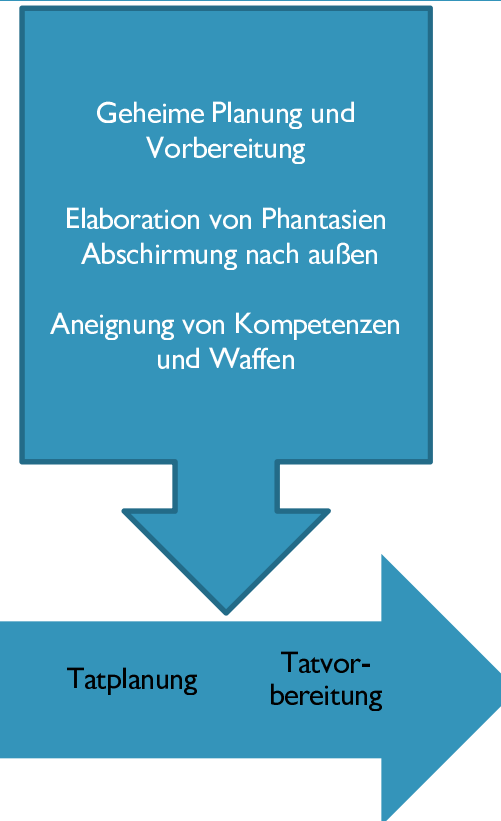 Geheime Planung und
Vorbereitung
Elaboration von Phantasien
Abschirmung nach außen
Aneignung von Kompetenzen
und Waffen
Tatplanung
Tatvor-
bereitung